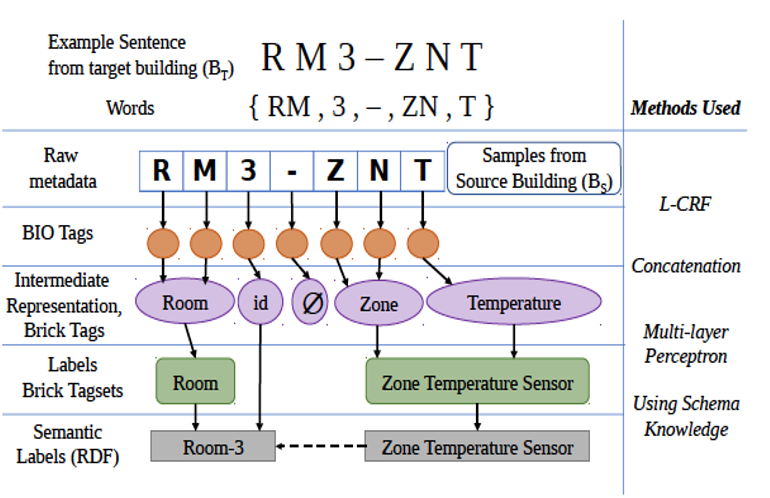 Example Sentence
from target building (B_T)
R M 3 – Z N T
Words
{ RM , 3 , – , ZN , T }
Methods Used
Raw
metadata
R M 3 - Z N T
Samples from
Source Building (B_S)
L-CRF
BIO Tags
Concatenation
Intermediate
Representation,
Brick Tags
Room
id
Ø
Zone
Temperature
Multi-layer
Perceptron
Labels
Brick Tagsets
Room
Zone Temperature Sensor
Using Schema
Knowledge
Semantic
Labels (RDF)
Room-3
Zone Temperature Sensor